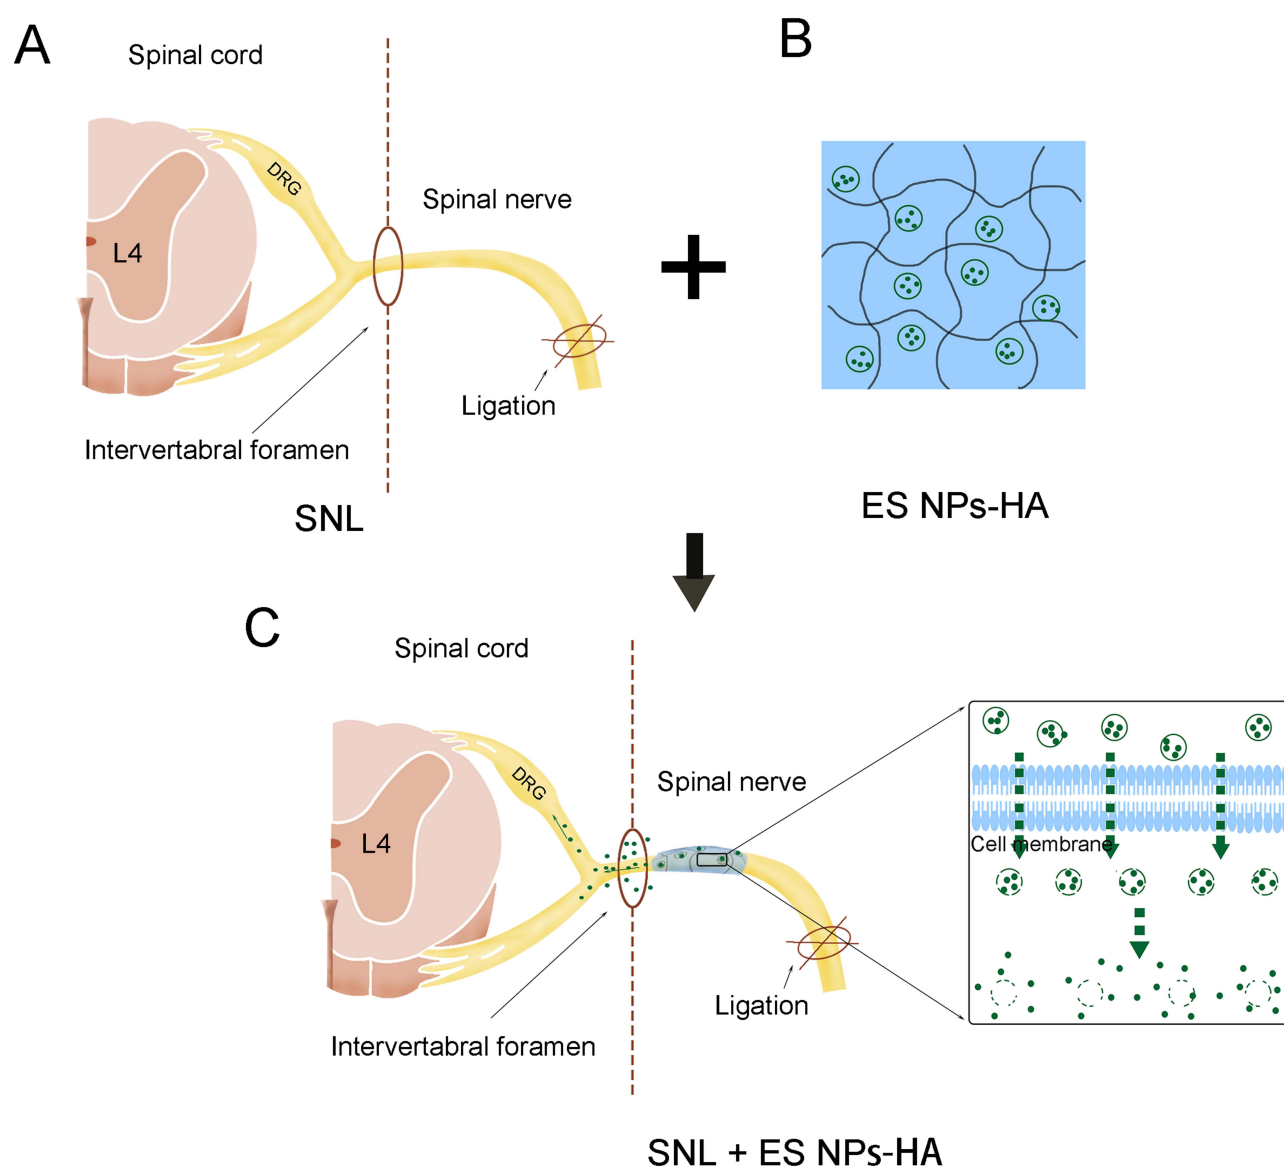 A
Spinal cord
DRG
L4
Spinal nerve
Ligation
Intervertabral foramen
SNL
B
ES NPs-HA
C
Spinal cord
DRG
L4
Spinal nerve
Cell membrane
Ligation
Intervertabral foramen
SNL + ES NPs-HA